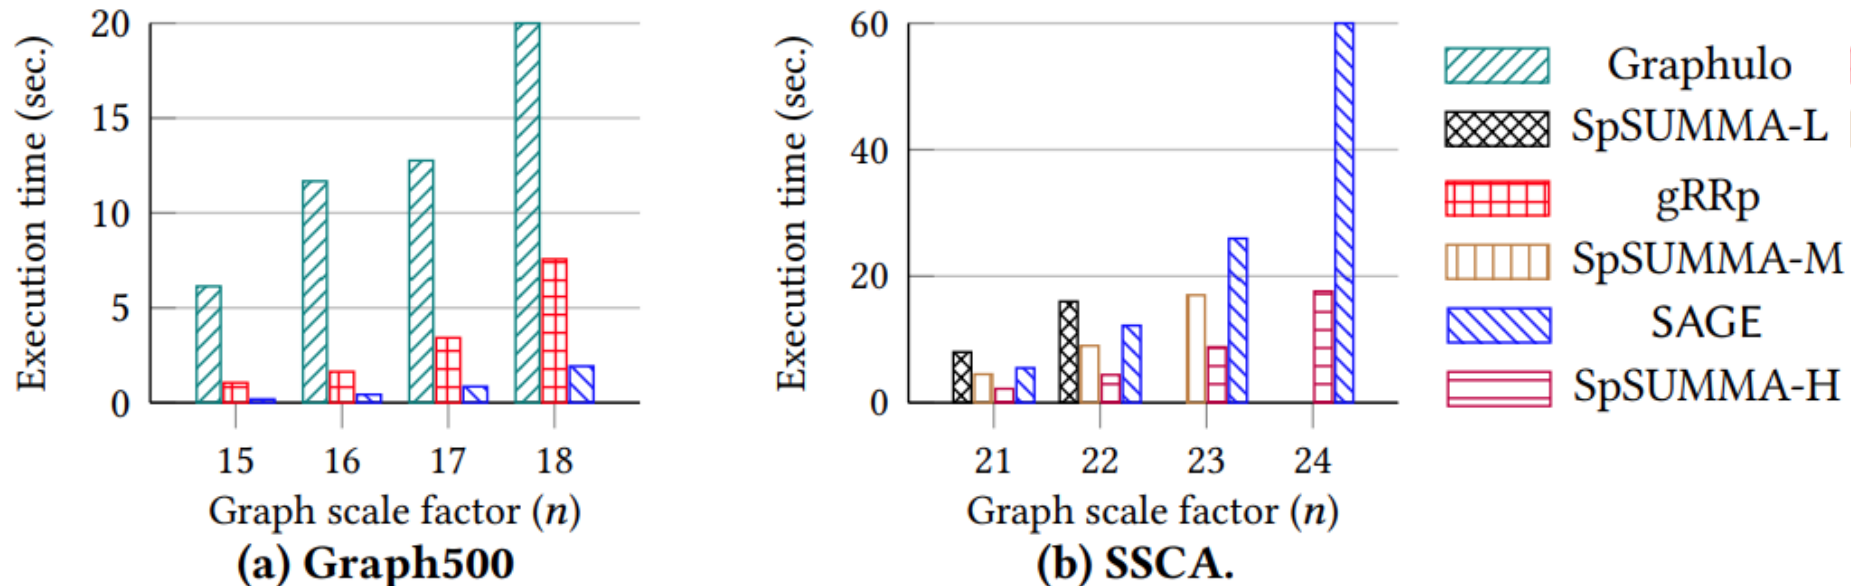 20
15
10
5
0
Execution time (sec.)
15 16 17 18
Graph scale factor (n)
(a) Graph500
60
40
20
0
Execution time (sec.)
21 22 23 24
Graph scale factor (n)
(b) SSCA.
Graphulo
SpSUMMA-L
gRRp
SpSUMMA-M
SAGE
SpSUMMA-H